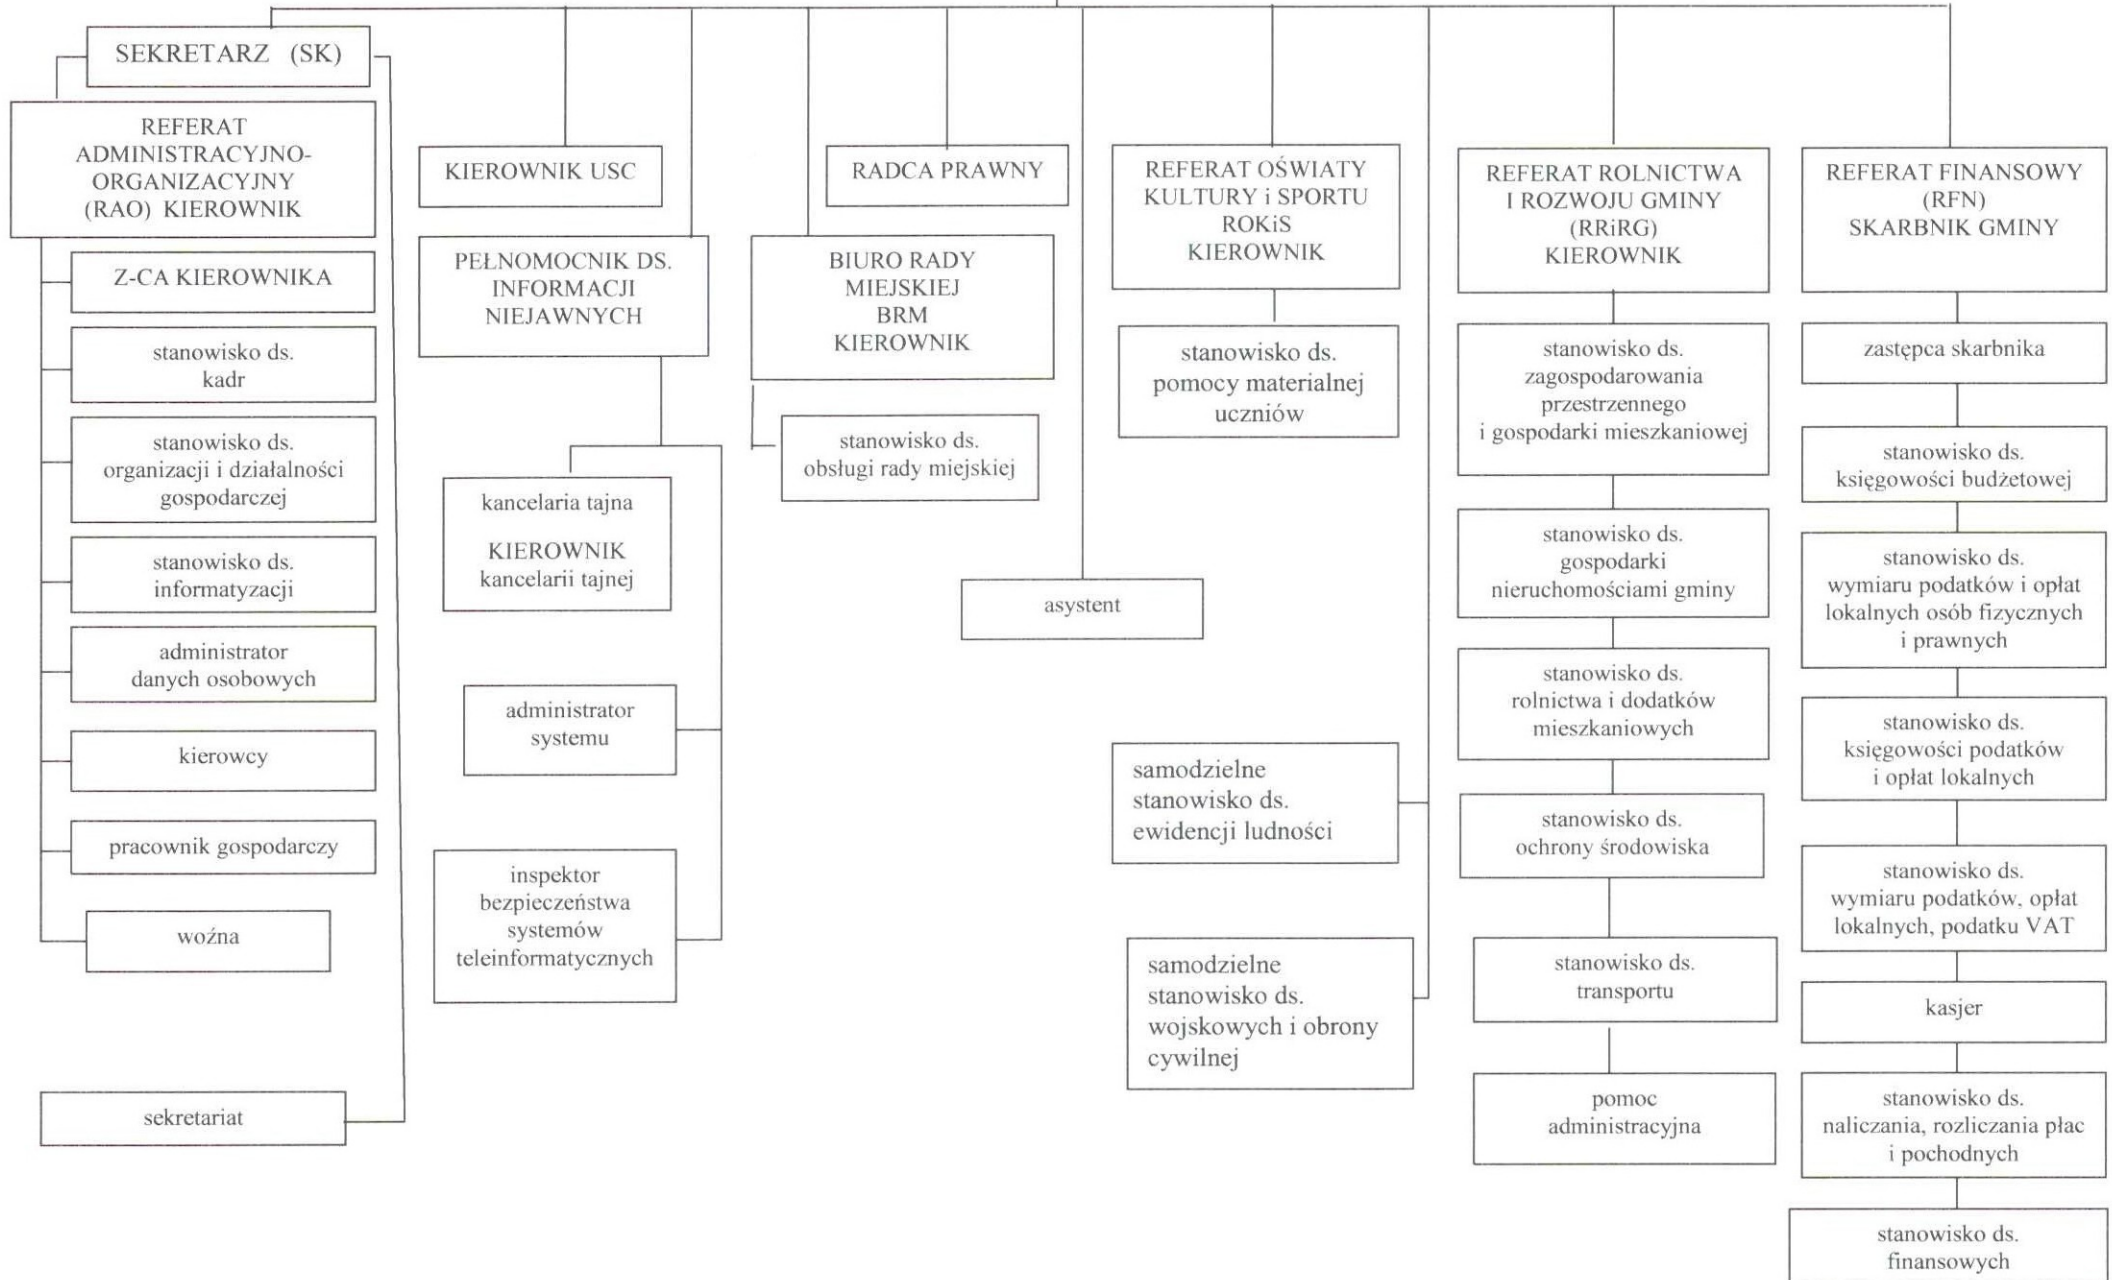 SEKRETARZ (SK)
REFERAT
ADMINISTRACYJNO-
ORGANIZACYJNY
(RAO) KIEROWNIK
Z-CA KIEROWNIKA
stanowisko ds.
kadr
stanowisko ds.
organizacji i działalności
gospodarczej
stanowisko ds.
informatyzacji
administrator
danych osobowych
kierowcy
pracownik gospodarczy
woźna
sekretariat
KIEROWNIK USC
PEŁNOMOCNIK DS.
INFORMACJI
NIEJAWNYCH
kancelaria tajna
KIEROWNIK
kancelarii tajnej
administrator
systemu
inspektor
bezpieczeństwa
systemów
teleinformatycznych
BIURO RADY
MIEJSKIEJ
BRM
KIEROWNIK
stanowisko ds.
obsługi rady miejskiej
RADCA PRAWNY
asystent
REFERAT OŚWIATY
KULTURY i SPORTU
ROKiS
KIEROWNIK
stanowisko ds.
pomocy materialnej
uczniów
samodzielne
stanowisko ds.
ewidencji ludności
samodzielne
stanowisko ds.
wojskowych i obrony
cywilnej
REFERAT ROLNICTWA
I ROZWOJU GMINY
(RRiRG)
KIEROWNIK
stanowisko ds.
zagospodarowania
przestrzennego
i gospodarki mieszkaniowej
stanowisko ds.
gospodarki
nieruchomościami gminy
stanowisko ds.
rolnictwa i dodatków
mieszkaniowych
stanowisko ds.
ochrony środowiska
stanowisko ds.
transportu
pomoc
administracyjna
REFERAT FINANSOWY
(RFN)
SKARBNIK GMINY
zastępca skarbnika
stanowisko ds.
księgowości budżetowej
stanowisko ds.
wymiaru podatków i opłat
lokalnych osób fizycznych
i prawnych
stanowisko ds.
księgowości podatków
i opłat lokalnych
stanowisko ds.
wymiaru podatków, opłat
lokalnych, podatku VAT
kasjer
stanowisko ds.
naliczania, rozliczania płac
i pochodnych
stanowisko ds.
finansowych